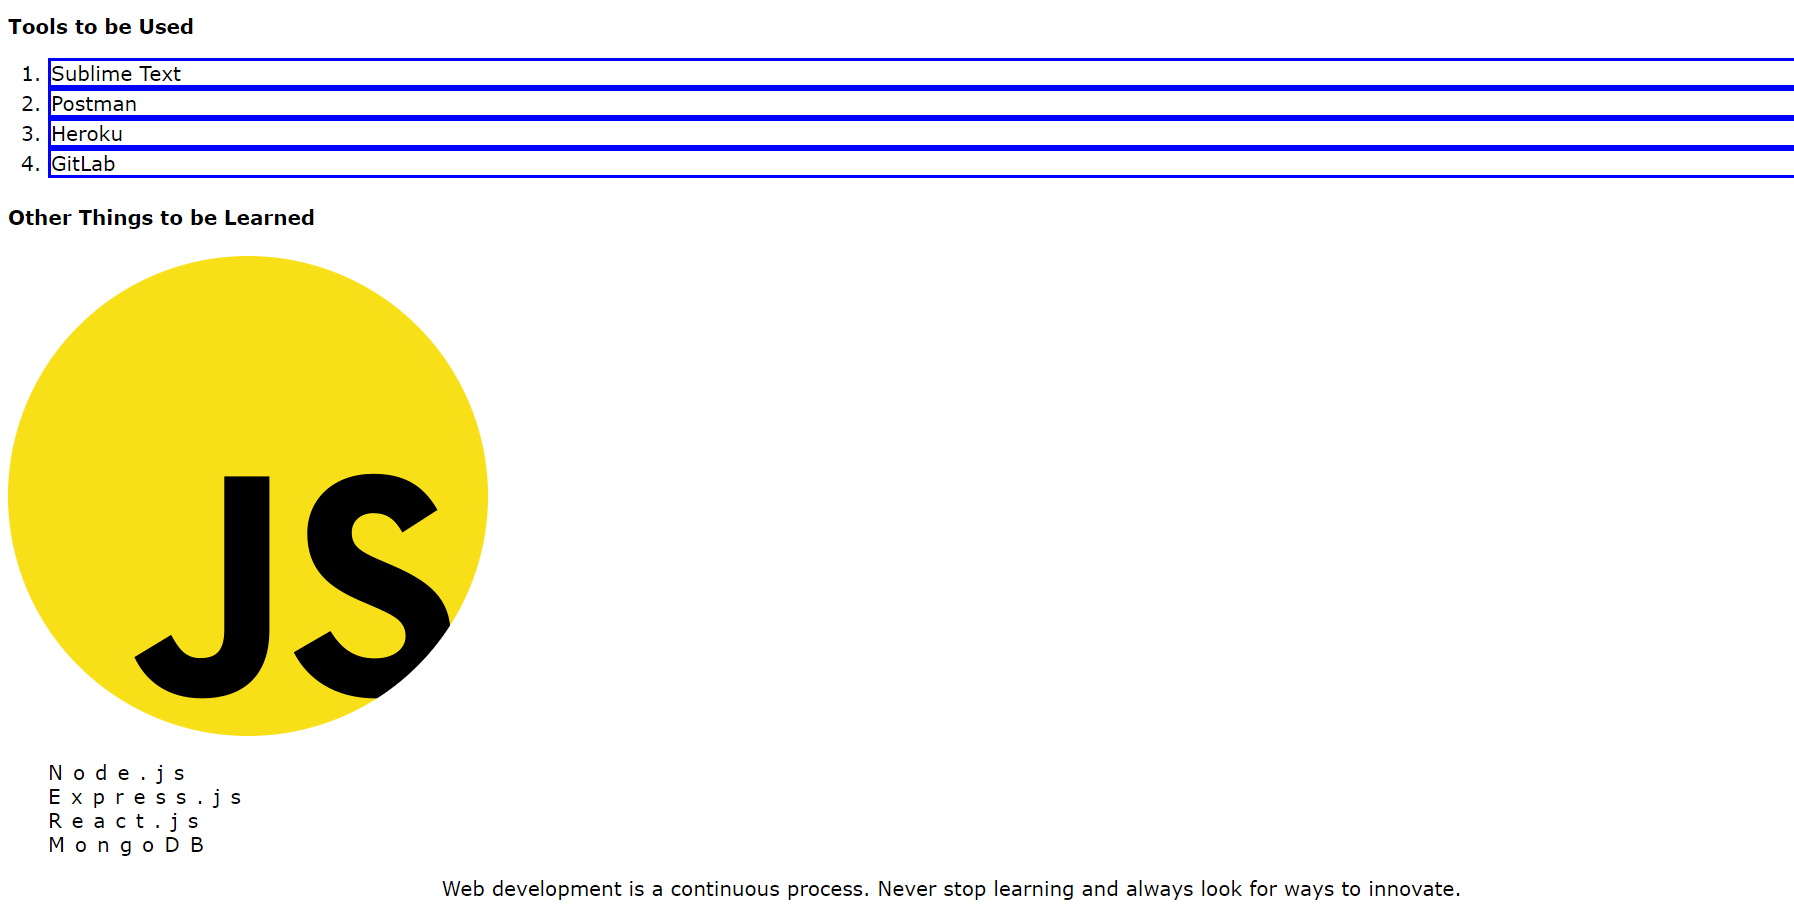 Tools to be Used
1. Sublime Text
2. Postman
3. Heroku
4. GitLab
Other Things to be Learned
JS
Node.js
Express.js
React.js
MongoDB
Web development is a continuous process. Never stop learning and always look for ways to innovate.